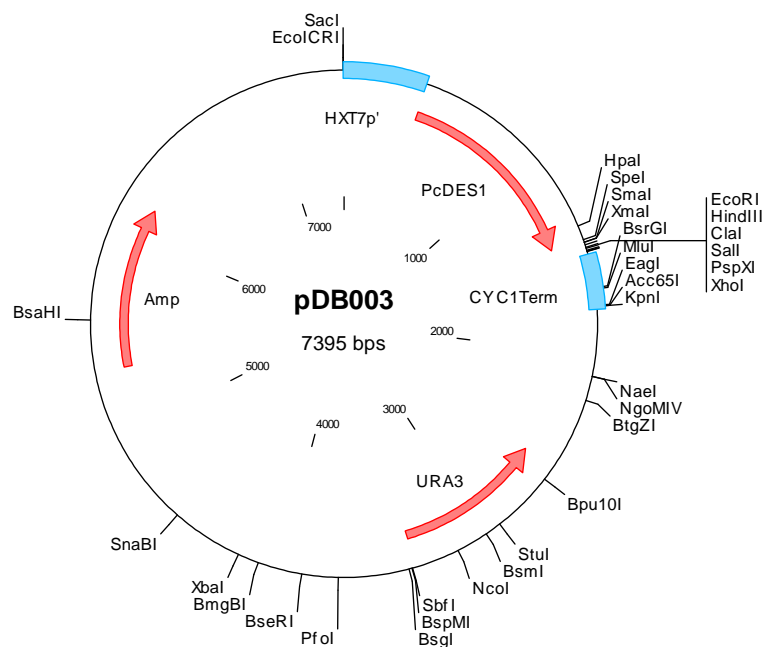 SacI
EcoICRI
HXT7p'
PcDES1
HpaI
SpeI
SmaI
XmaI
BsrGI
MluI
EagI
Acc65I
KpnI
EcoRI
HindIII
ClaI
SalI
PspXI
XhoI
7000
1000
Amp
6000
BsaHI
pDB003
7395 bps
CYC1Term
2000
5000
3000
4000
NaeI
NgoMIV
BtgZI
URA3
Bpu10I
StuI
BsmI
NcoI
SbfI
BspMI
BsgI
SnaBI
XbaI
BmgBI
BseRI
PfoI